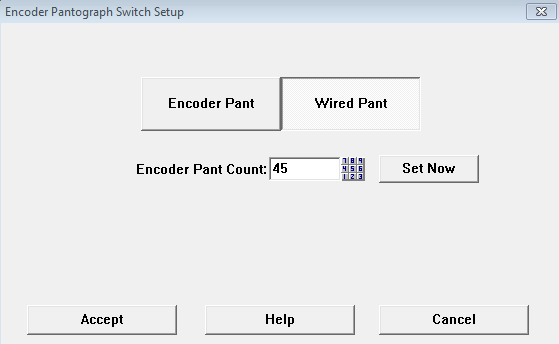 Encoder Pantograph Switch Setup
Encoder Pant Wired Pant
Encoder Pant Count: 45 7 8 9 Set Now
4 5 6
1 2 3
Accept Help Cancel